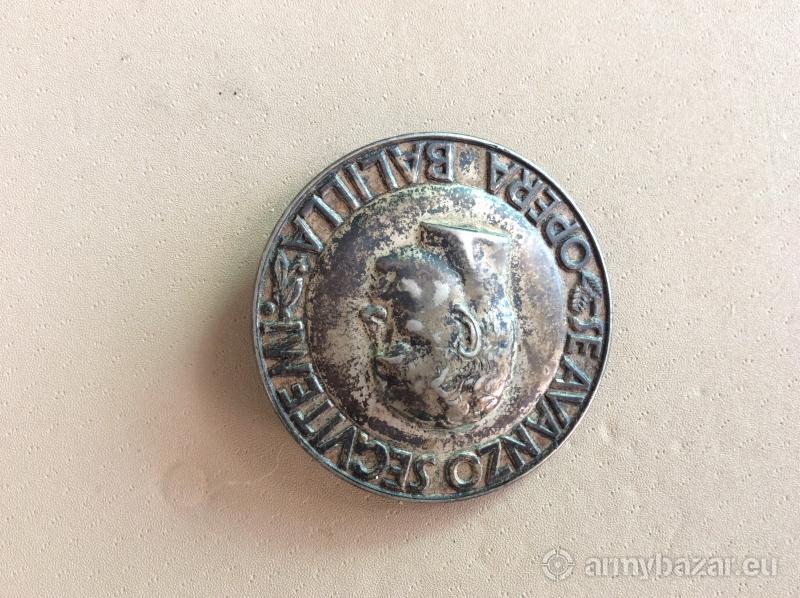 SE AVANZO SEGVITEMI
OPERA BALILLA
armybazar.eu